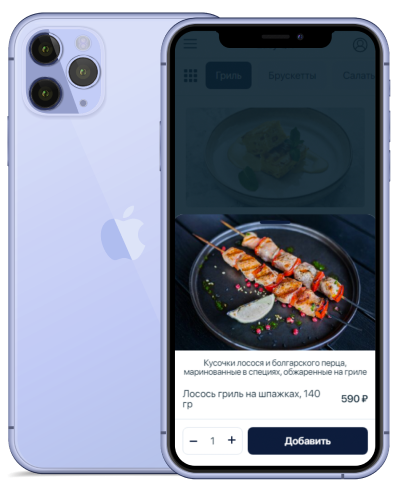 Гриль Брускетты Салаты
Кусочки лосося и болгарского перца,
маринованные в специях, обжаренные на гриле
Лосось гриль на шпажках, 140
гр
590 ₽
− 1 + Добавить